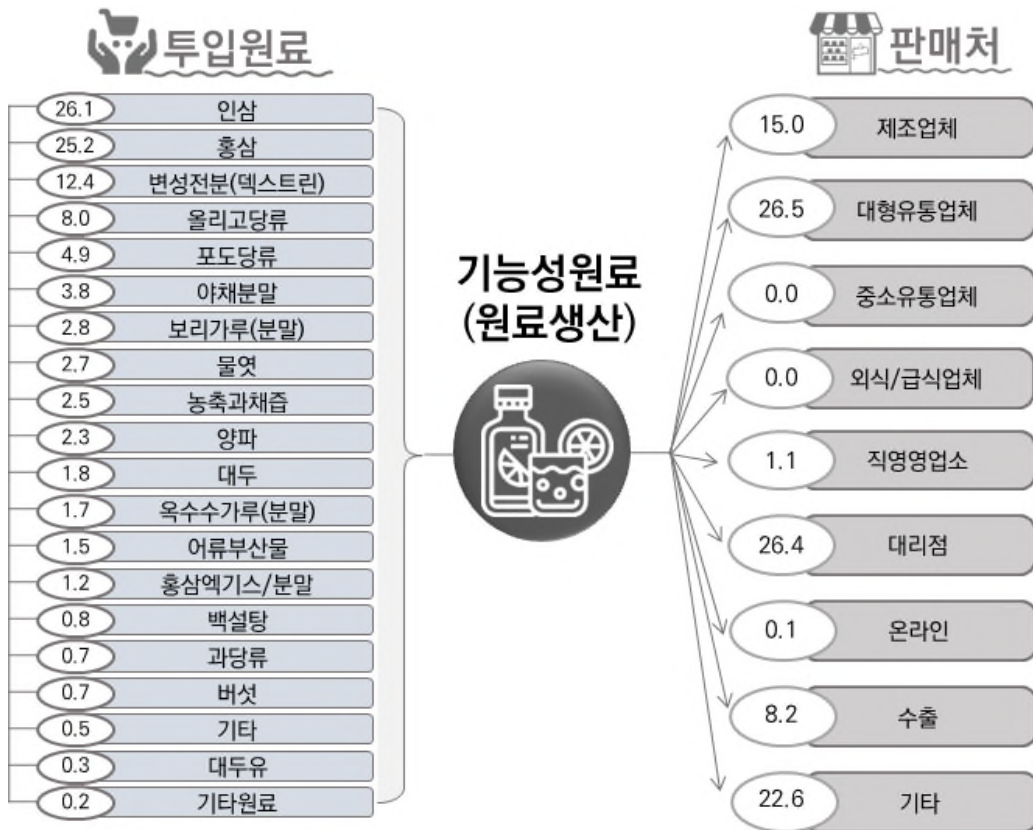 투입원료
26.1 인삼
25.2 홍삼
12.4 변성전분(덱스트린)
8.0 올리고당류
4.9 포도당류
3.8 야채분말
2.8 보리가루(분말)
2.7 물엿
2.5 농축과채즙
2.3 양파
1.8 대두
1.7 옥수수가루(분말)
1.5 어류부산물
1.2 홍삼엑기스/분말
0.8 백설탕
0.7 과당류
0.7 버섯
0.5 기타
0.3 대두유
0.2 기타원료
기능성원료
(원료생산)
판매처
15.0 제조업체
26.5 대형유통업체
0.0 중소유통업체
0.0 외식/급식업체
1.1 직영영업소
26.4 대리점
0.1 온라인
8.2 수출
22.6 기타